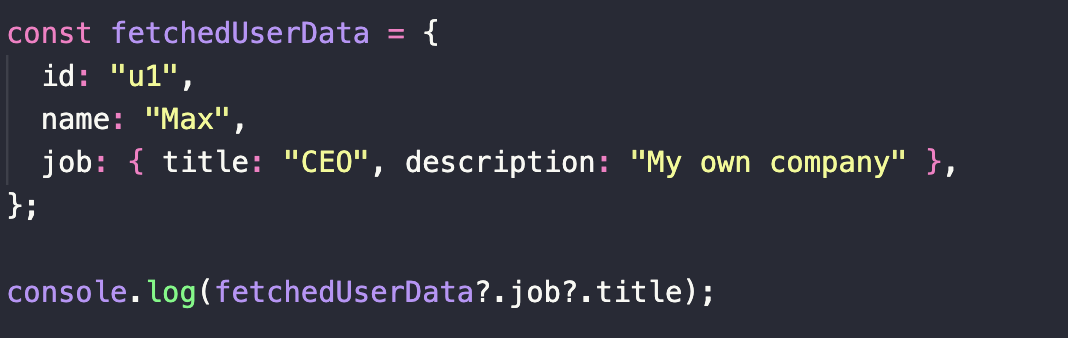 const fetchedUserData = {
  id: "u1",
  name: "Max",
  job: { title: "CEO", description: "My own company" },
};

console.log(fetchedUserData?.job?.title);